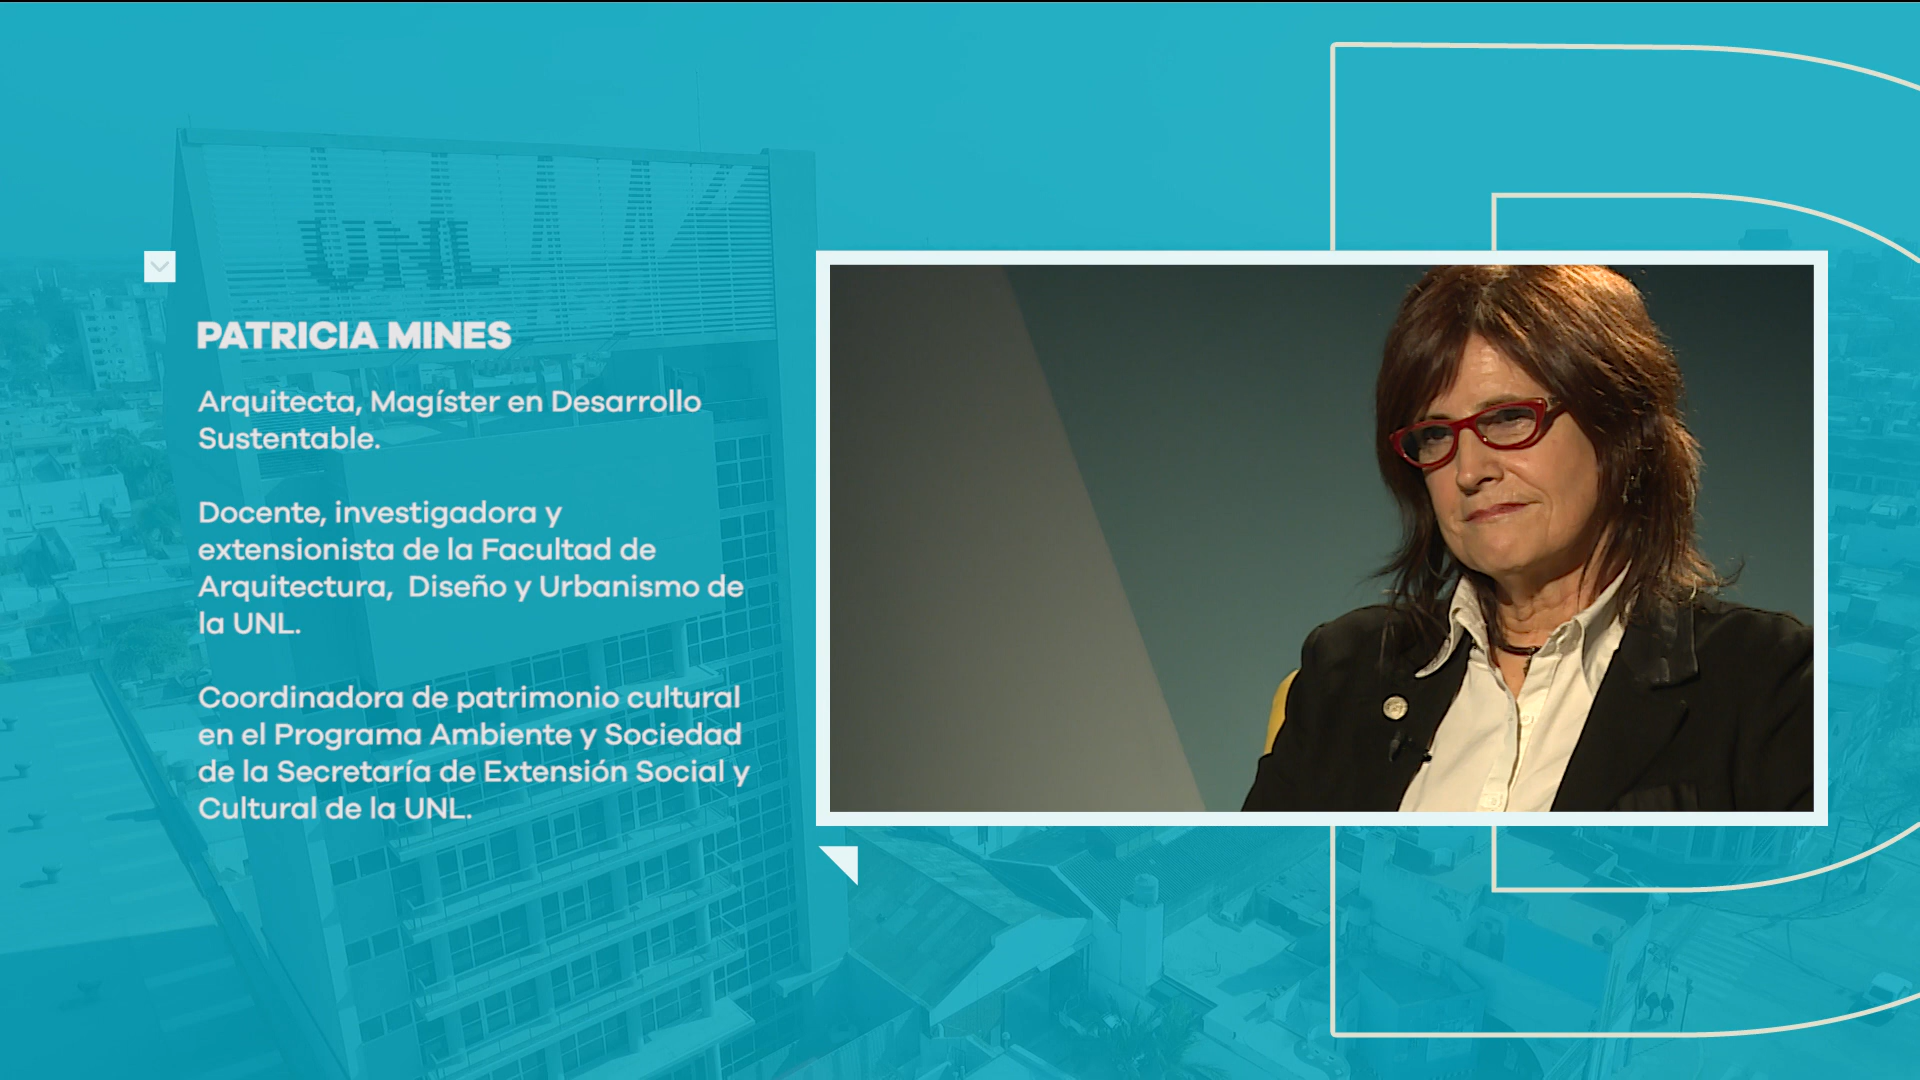 UNL
PATRICIA MINES
Arquitecta, Magíster en Desarrollo
Sustentable.
Docente, investigadora y
extensionista de la Facultad de
Arquitectura, Diseño y Urbanismo de
la UNL.
Coordinadora de patrimonio cultural
en el Programa Ambiente y Sociedad
de la Secretaría de Extensión Social y
Cultural de la UNL.